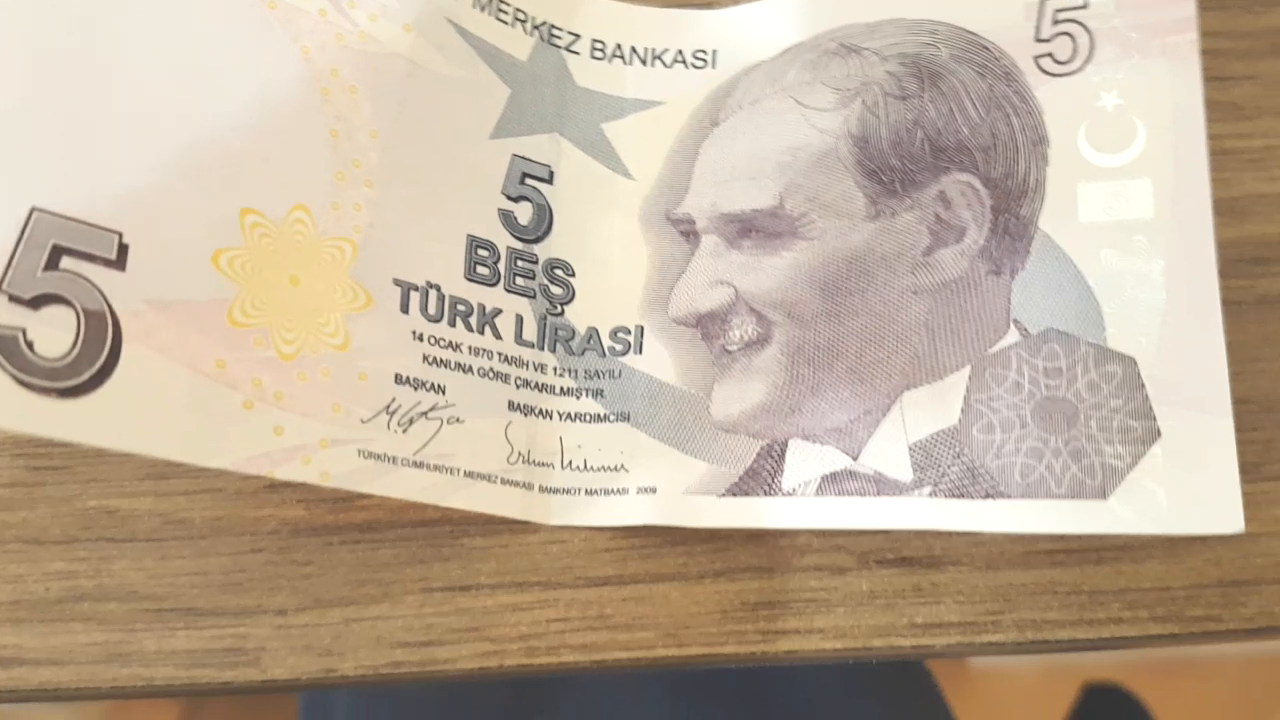 MERKEZ BANKASI
5
5
BEŞ
TÜRK LİRASI
14 OCAK 1970 TARİH VE 1211 SAYILI
KANUNA GÖRE ÇIKARILMIŞTIR
BAŞKAN
BAŞKAN YARDIMCISI
TÜRKİYE CUMHURİYET MERKEZ BANKASI BANKNOT MATBAASI 2009
5